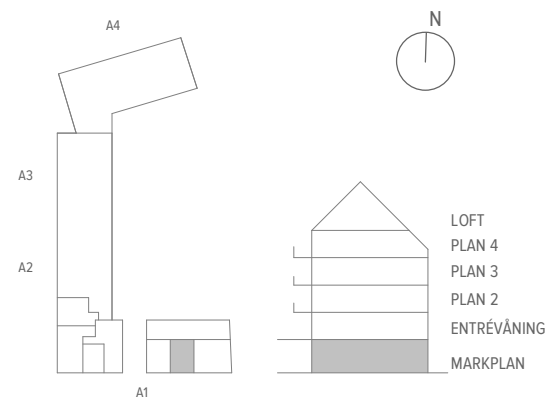 A4
N
A3
A2
A1
LOFT
PLAN 4
PLAN 3
PLAN 2
ENTRÉVÅNING
MARKPLAN